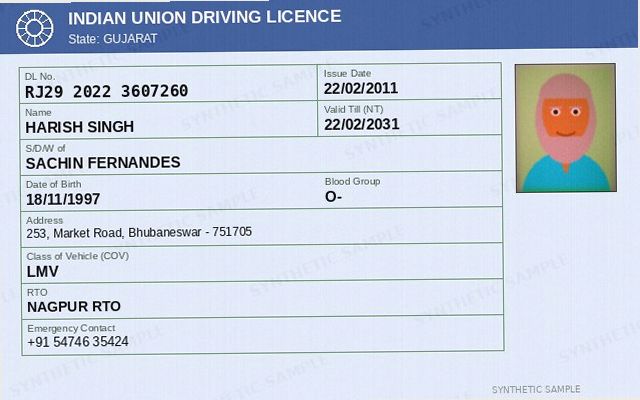 INDIAN UNION DRIVING LICENCE
State: GUJARAT
DL No.
RJ29 2022 3607260
Issue Date
22/02/2011
Name
HARISH SINGH
Valid Till (NT)
22/02/2031
S/D/W of
SACHIN FERNANDES
Date of Birth
18/11/1997
Blood Group
O-
Address
253, Market Road, Bhubaneswar - 751705
Class of Vehicle (COV)
LMV
RTO
NAGPUR RTO
Emergency Contact
+91 54746 35424
SYNTHETIC SAMPLE